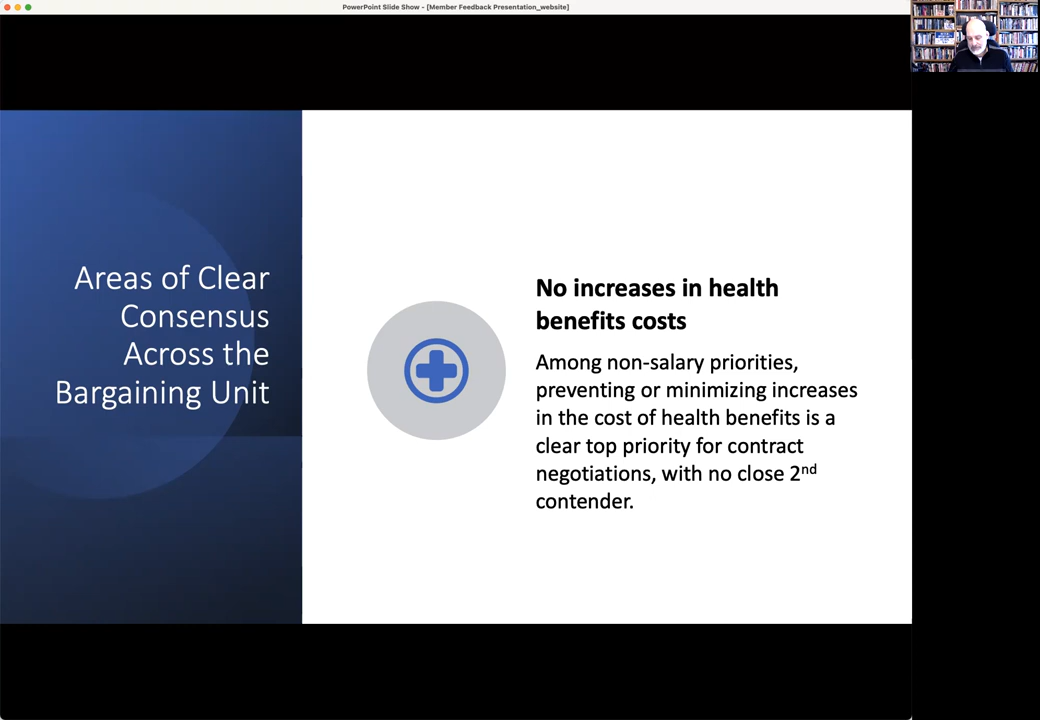 PowerPoint Slide Show - [Member Feedback Presentation_website]
Areas of Clear
Consensus
Across the
Bargaining Unit
No increases in health
benefits costs
Among non-salary priorities,
preventing or minimizing increases
in the cost of health benefits is a
clear top priority for contract
negotiations, with no close 2nd
contender.